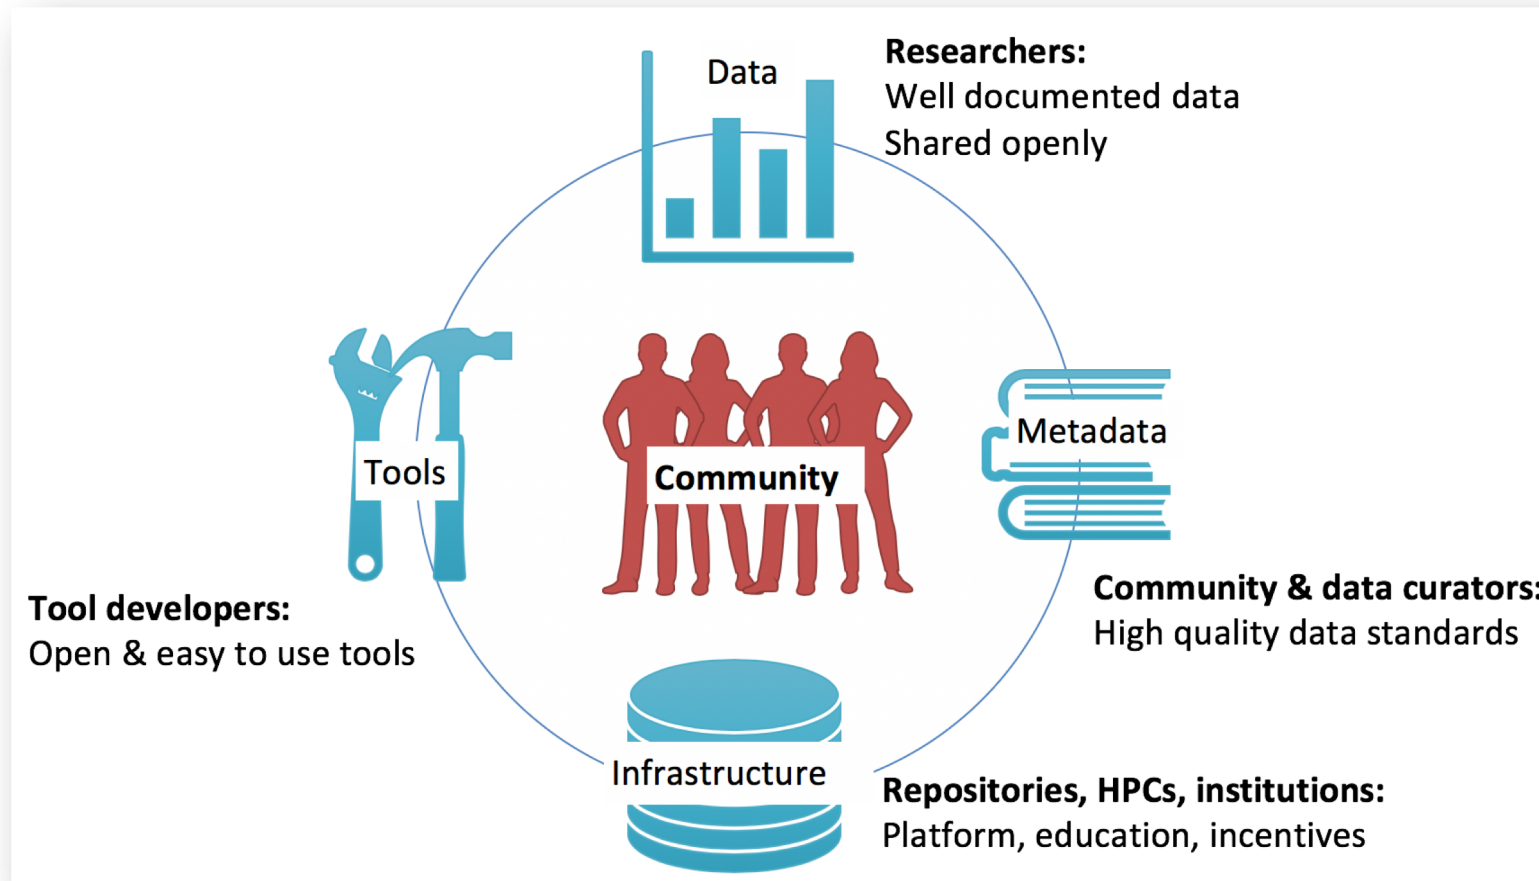 Data
Researchers:
Well documented data
Shared openly
Metadata
Tools
Community
Community & data curators:
High quality data standards
Tool developers:
Open & easy to use tools
Infrastructure
Repositories, HPCs, institutions:
Platform, education, incentives